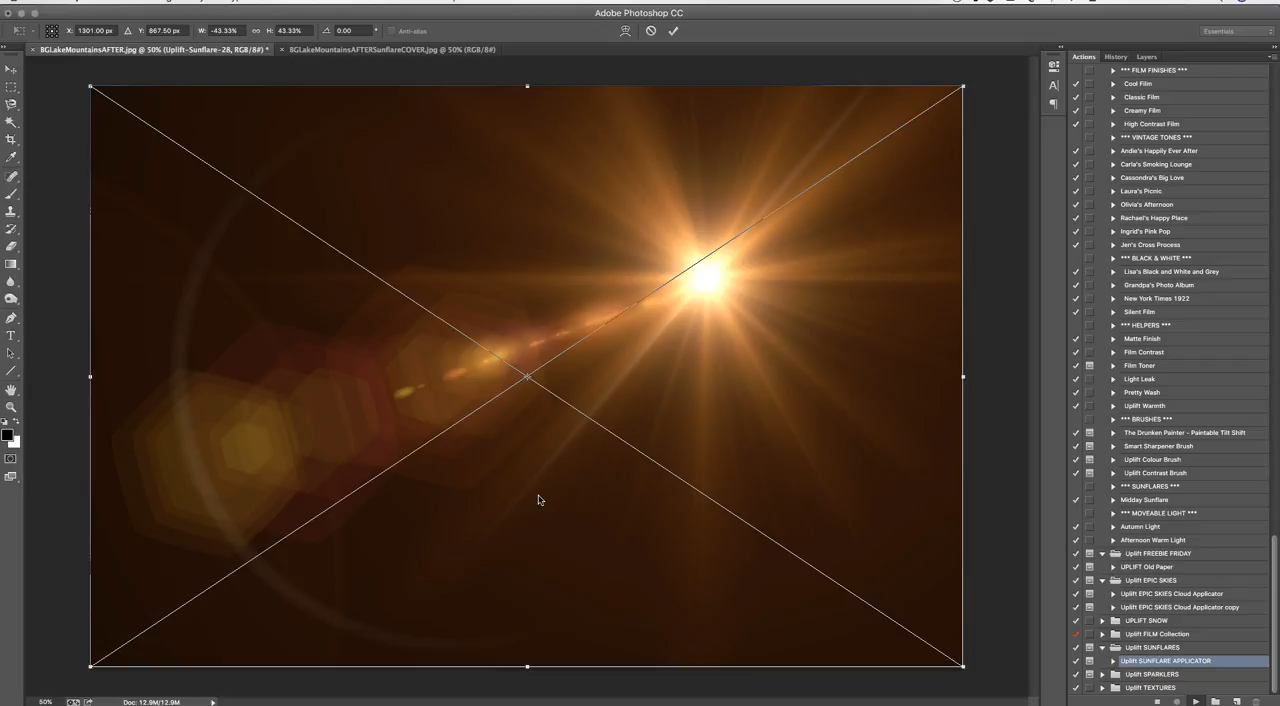 Adobe Photoshop CC
X: 1301.00 px Y: 867.50 px W: -43.33% H: 43.33% 0.00 ° Anti-alias Essentials
× BGLakeMountainsAFTER.jpg @ 50% (Uplift-Sunflare-28, RGB/8#) * × BGLakeMountainsAFTERSunflareCOVER.jpg @ 50% (RGB/8#)
Actions History Layers
*** FILM FINISHES ***
Cool Film
Classic Film
Creamy Film
High Contrast Film
*** VINTAGE TONES ***
Andie's Happily Ever After
Carla's Smoking Lounge
Cassondra's Big Love
Laura's Picnic
Olivia's Afternoon
Rachael's Happy Place
Ingrid's Pink Pop
Jen's Cross Process
*** BLACK & WHITE ***
Lisa's Black and White and Grey
Grandpa's Photo Album
New York Times 1922
Silent Film
*** HELPERS ***
Matte Finish
Film Contrast
Film Toner
Light Leak
Pretty Wash
Uplift Warmth
*** BRUSHES ***
The Drunken Painter - Paintable Tilt Shift
Smart Sharpener Brush
Uplift Colour Brush
Uplift Contrast Brush
*** SUNFLARES ***
Midday Sunflare
*** MOVEABLE LIGHT ***
Autumn Light
Afternoon Warm Light
Uplift FREEBIE FRIDAY
UPLIFT Old Paper
Uplift EPIC SKIES
Uplift EPIC SKIES Cloud Applicator
Uplift EPIC SKIES Cloud Applicator copy
UPLIFT SNOW
Uplift FILM Collection
Uplift SUNFLARES
Uplift SUNFLARE APPLICATOR
Uplift SPARKLERS
Uplift TEXTURES
50% Doc: 12.9M/12.9M